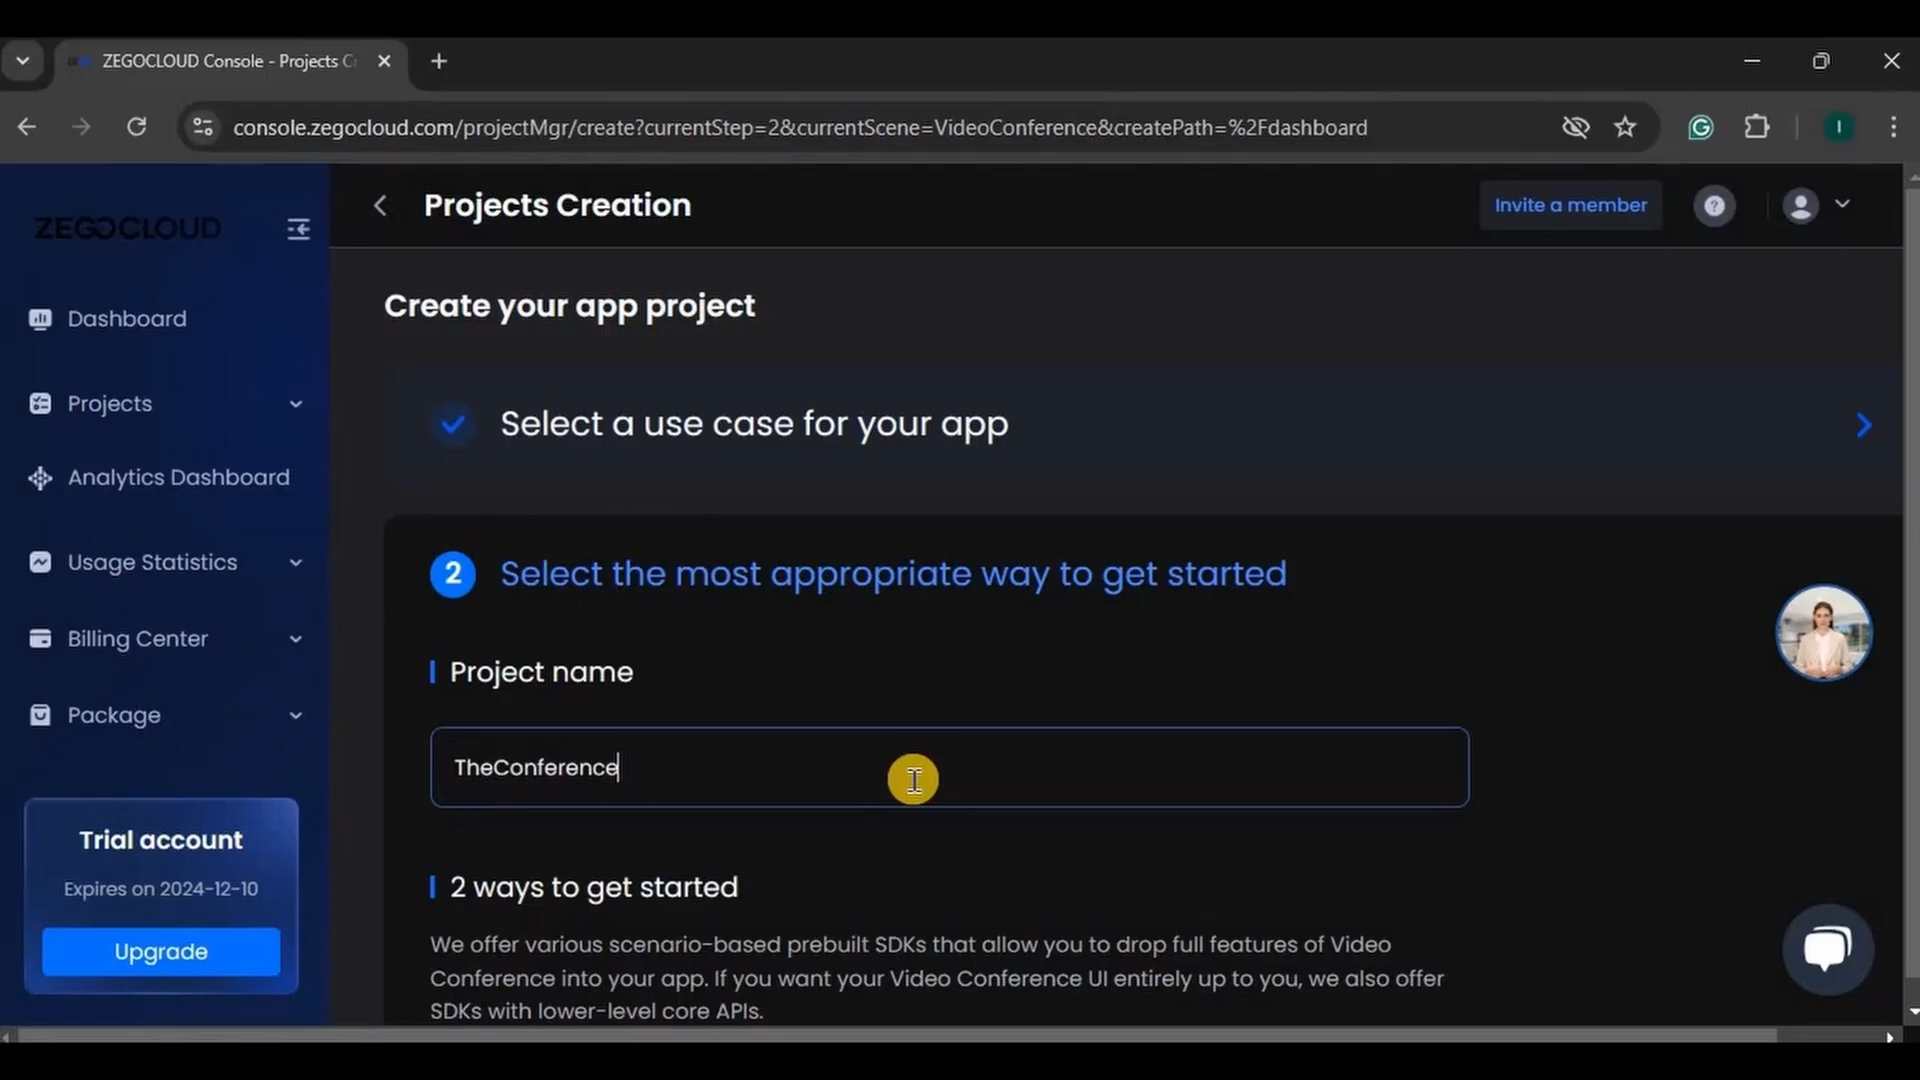 ZEGOCLOUD Console - Projects C
console.zegocloud.com/projectMgr/create?currentStep=2&currentScene=VideoConference&createPath=%2Fdashboard
I
ZEGOCLOUD
Projects Creation
Invite a member
?
Dashboard
Projects
Analytics Dashboard
Usage Statistics
Billing Center
Package
Trial account
Expires on 2024-12-10
Upgrade
Create your app project
Select a use case for your app
2 Select the most appropriate way to get started
Project name
TheConference
2 ways to get started
We offer various scenario-based prebuilt SDKs that allow you to drop full features of Video
Conference into your app. If you want your Video Conference UI entirely up to you, we also offer
SDKs with lower-level core APIs.